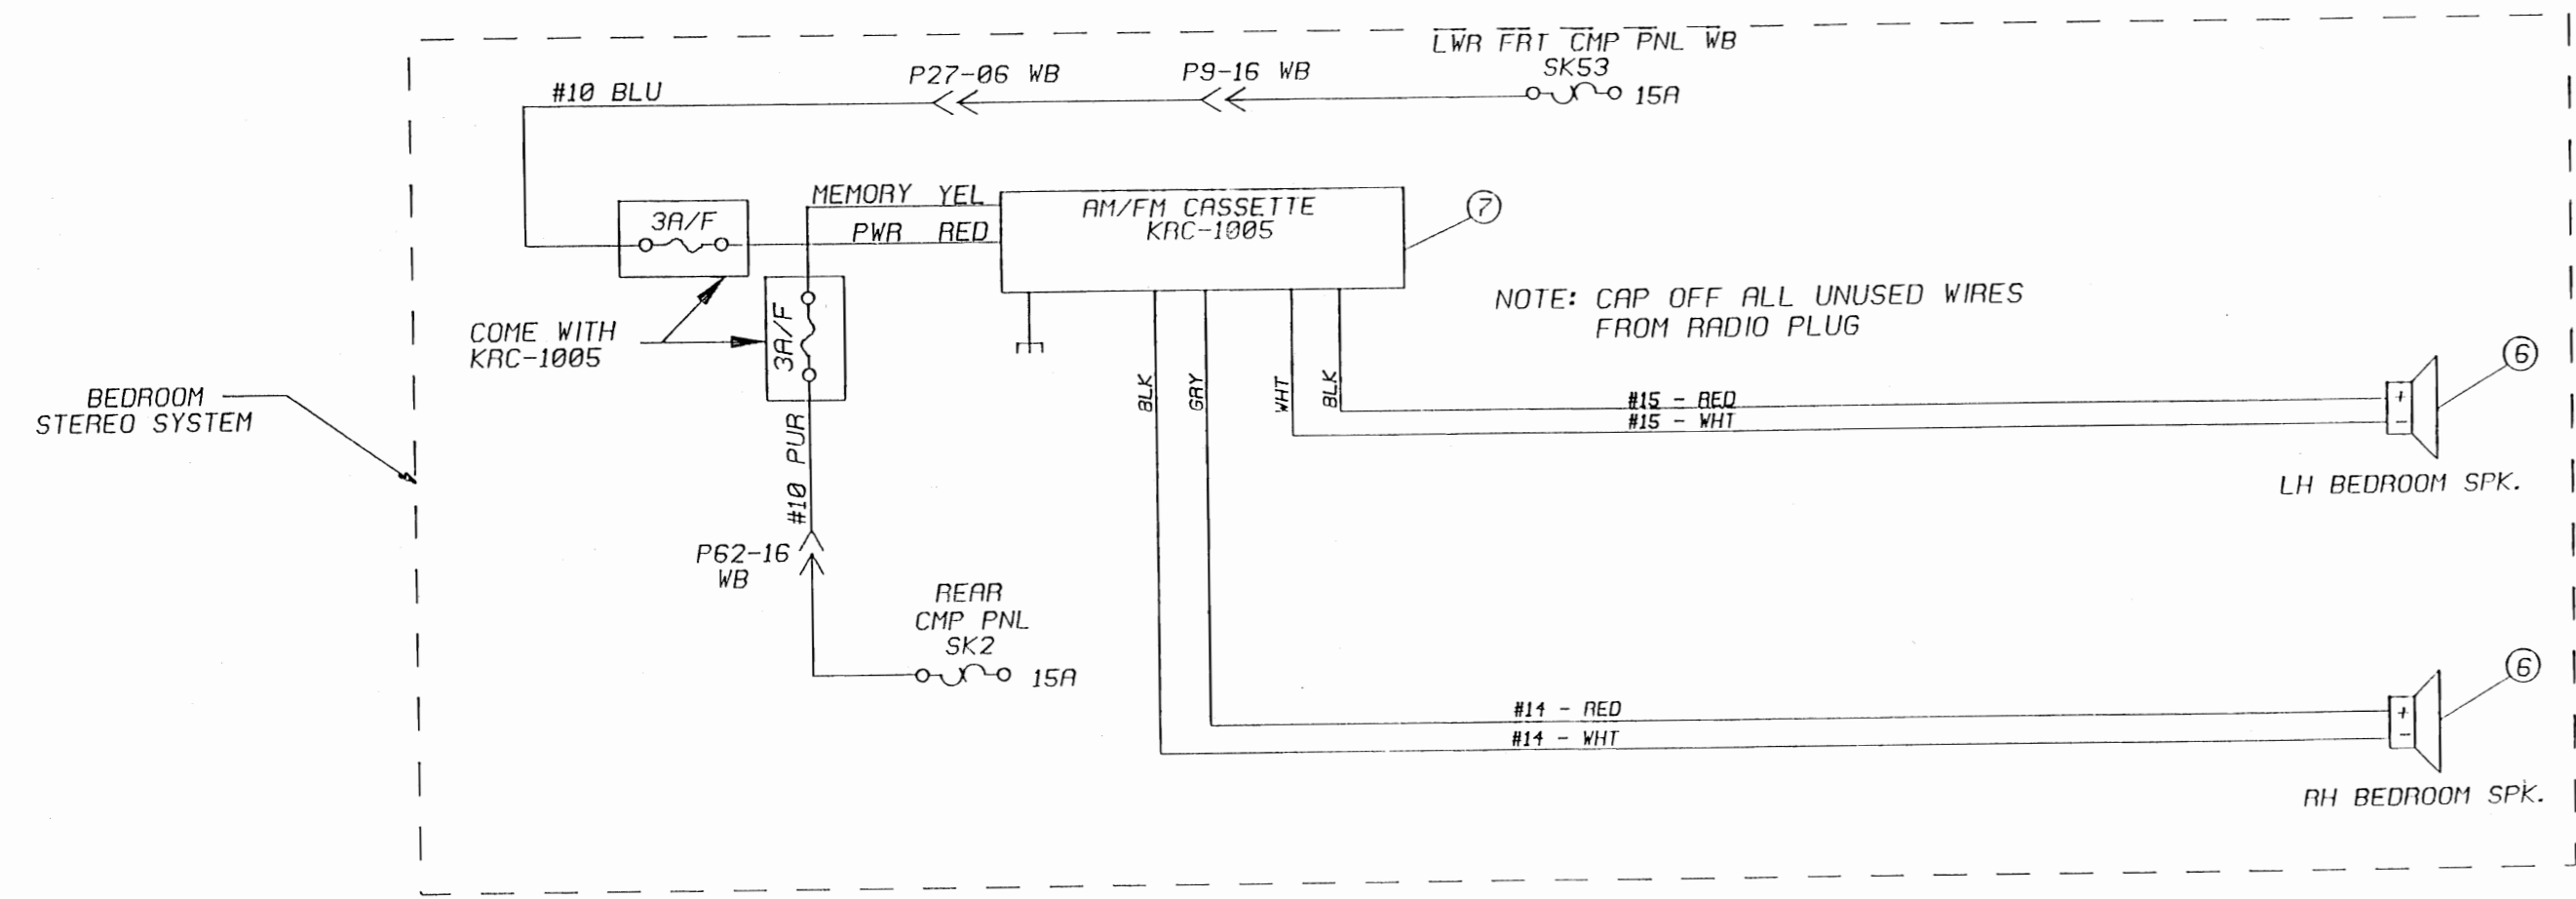 LWR FRT CMP PNL WB
SK53
15A
P27-06 WB
P9-16 WB
#10 BLU
MEMORY YEL
PWR RED
3A/F
AM/FM CASSETTE
KRC-1005
7
3A/F
COME WITH
KRC-1005
NOTE: CAP OFF ALL UNUSED WIRES
FROM RADIO PLUG
BEDROOM
STEREO SYSTEM
BLK
GRY
WHT
BLK
#15 - RED
#15 - WHT
+
-
6
LH BEDROOM SPK.
#10 PUR
P62-16
WB
REAR
CMP PNL
SK2
15A
#14 - RED
#14 - WHT
+
-
6
RH BEDROOM SPK.